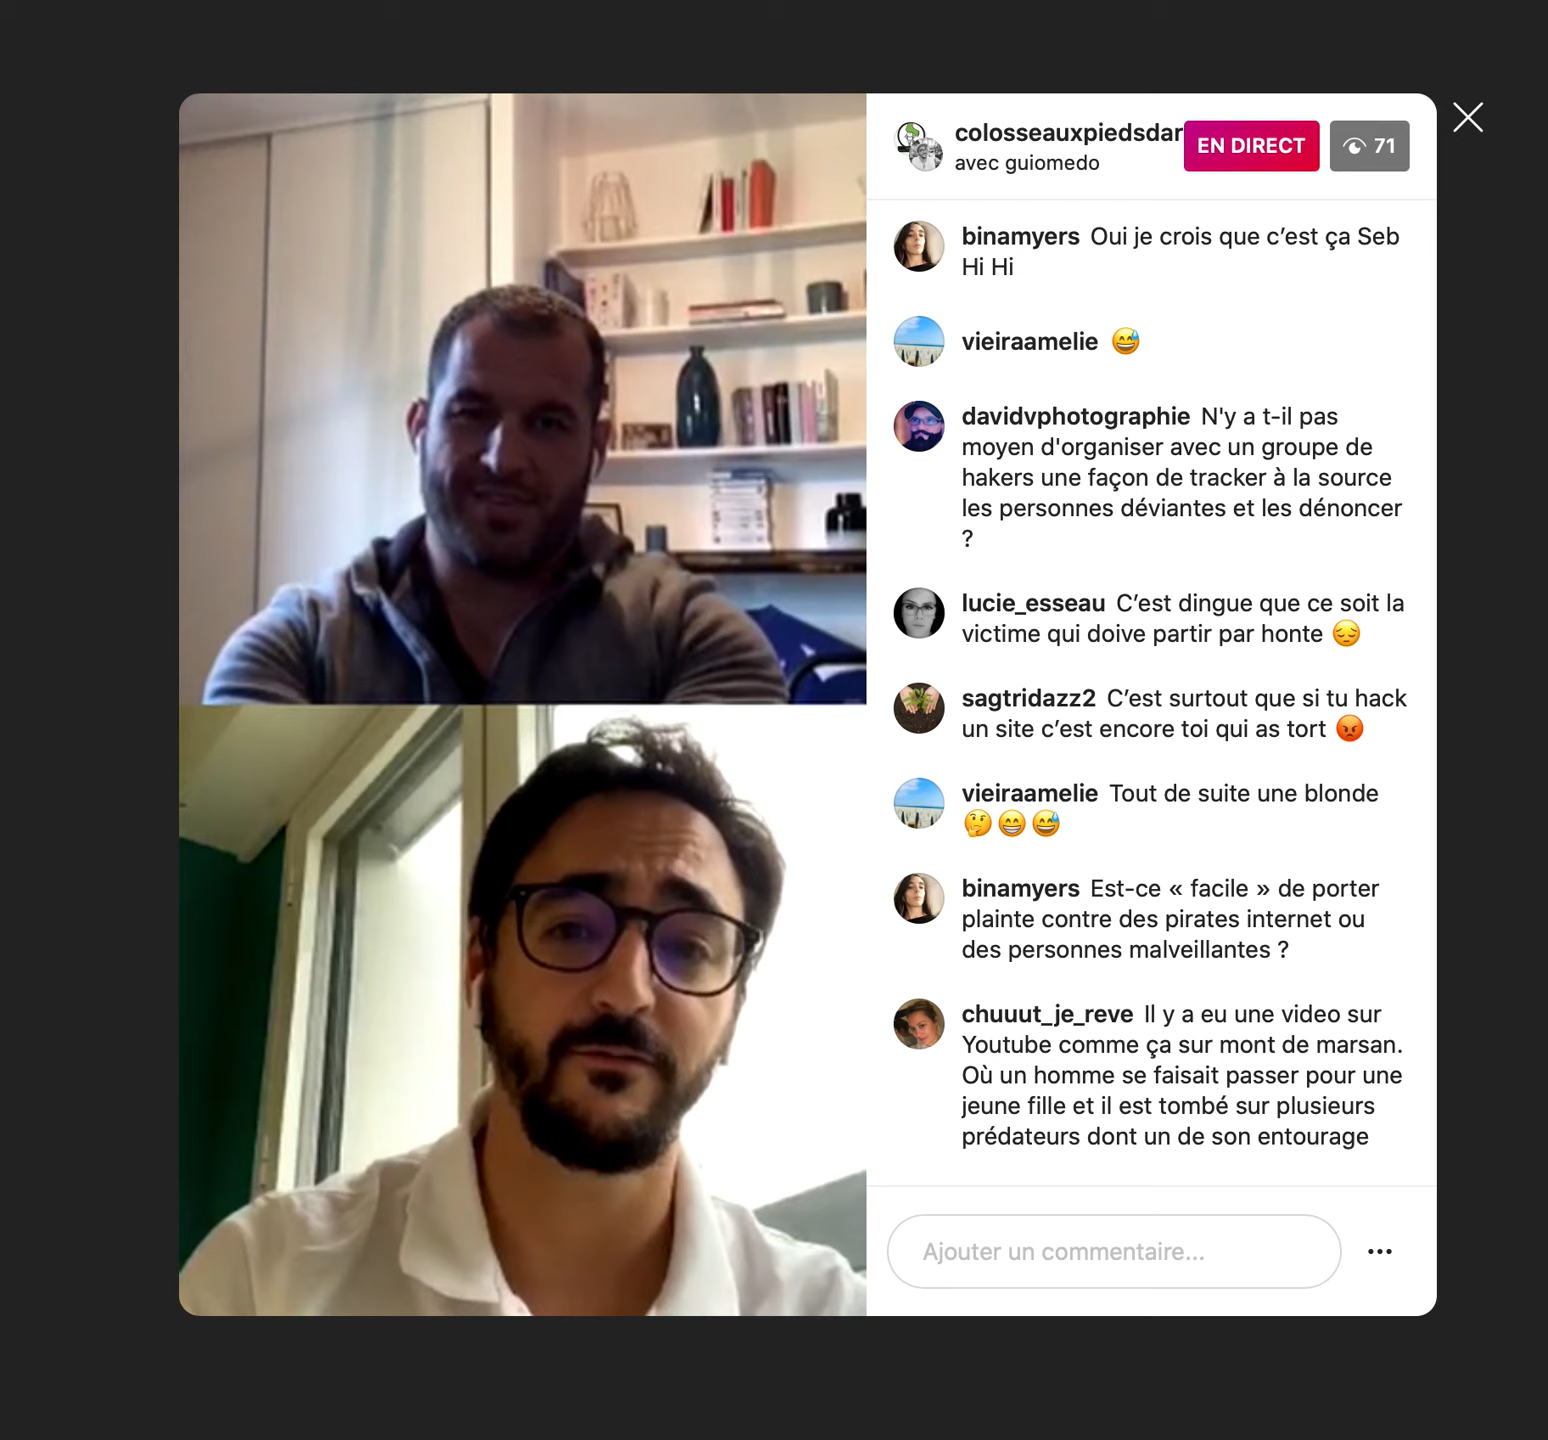 colosseauxpiedsdar
avec guiomedo
EN DIRECT
71
binamyers Oui je crois que c’est ça Seb
Hi Hi
vieiraamelie 😅
davidvphotographie N'y a t-il pas
moyen d'organiser avec un groupe de
hakers une façon de tracker à la source
les personnes déviantes et les dénoncer
?
lucie_esseau C’est dingue que ce soit la
victime qui doive partir par honte 😔
sagtridazz2 C’est surtout que si tu hack
un site c’est encore toi qui as tort 😡
vieiraamelie Tout de suite une blonde
🤔😁😅
binamyers Est-ce « facile » de porter
plainte contre des pirates internet ou
des personnes malveillantes ?
chuuut_je_reve Il y a eu une video sur
Youtube comme ça sur mont de marsan.
Où un homme se faisait passer pour une
jeune fille et il est tombé sur plusieurs
prédateurs dont un de son entourage
Ajouter un commentaire...